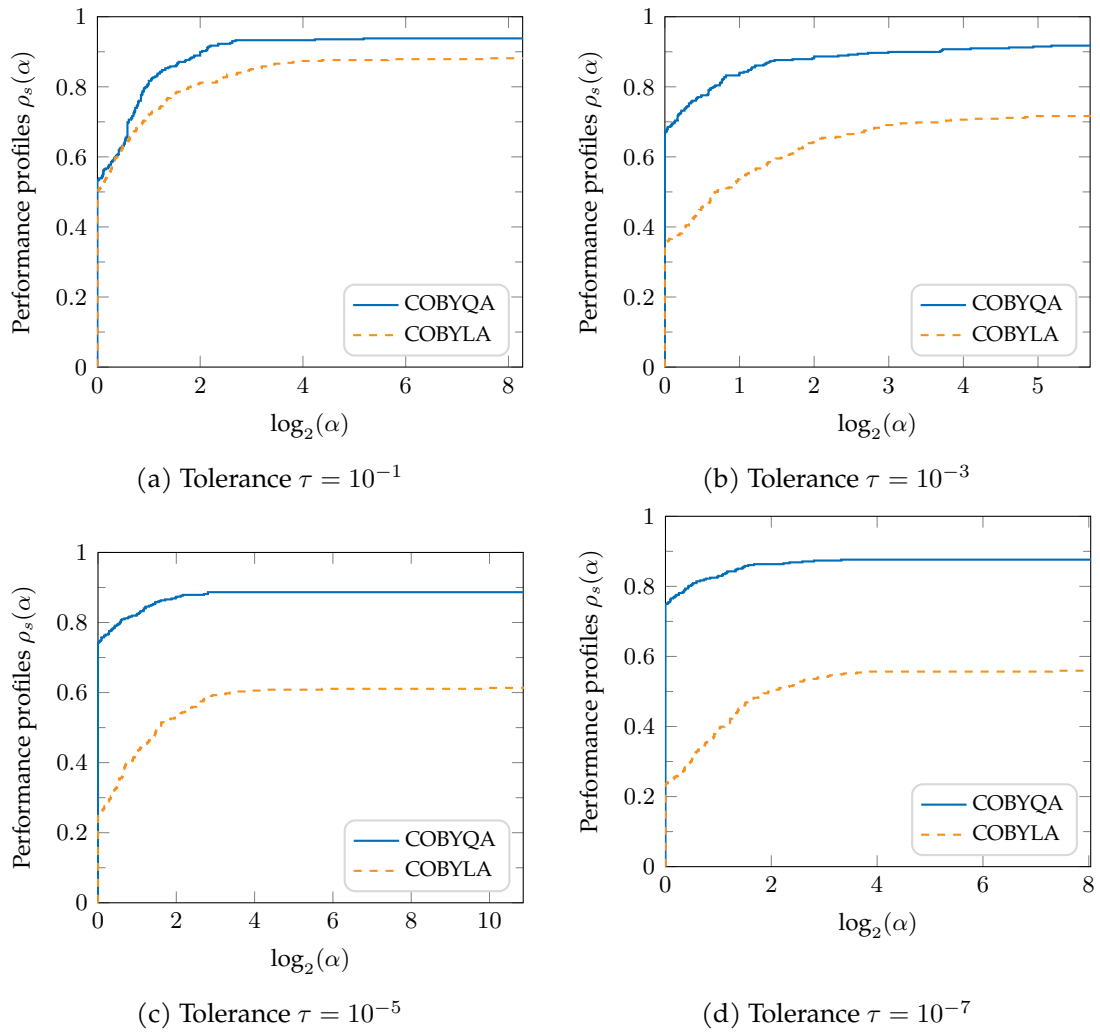 1
0.8
0.6
0.4
0.2
0
Performance profiles ρₛ(α)
COBYQA
COBYLA
0 2 4 6 8
log₂(α)
(a) Tolerance τ = 10⁻¹
1
0.8
0.6
0.4
0.2
0
Performance profiles ρₛ(α)
COBYQA
COBYLA
0 1 2 3 4 5
log₂(α)
(b) Tolerance τ = 10⁻³
1
0.8
0.6
0.4
0.2
0
Performance profiles ρₛ(α)
COBYQA
COBYLA
0 2 4 6 8 10
log₂(α)
(c) Tolerance τ = 10⁻⁵
1
0.8
0.6
0.4
0.2
0
Performance profiles ρₛ(α)
COBYQA
COBYLA
0 2 4 6 8
log₂(α)
(d) Tolerance τ = 10⁻⁷